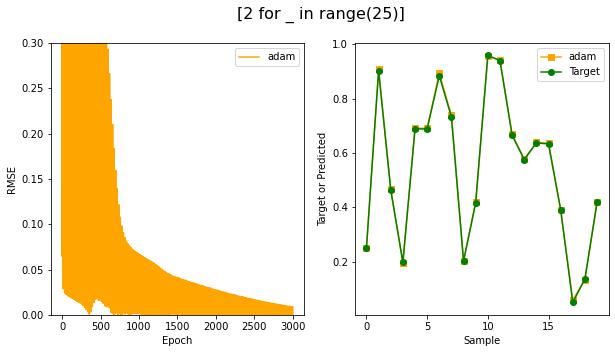 [2 for _ in range(25)]
0.30
0.25
0.20
0.15
0.10
0.05
0.00
RMSE
0 500 1000 1500 2000 2500 3000
Epoch
adam
1.0
0.8
0.6
0.4
0.2
Target or Predicted
0 5 10 15
Sample
adam
Target